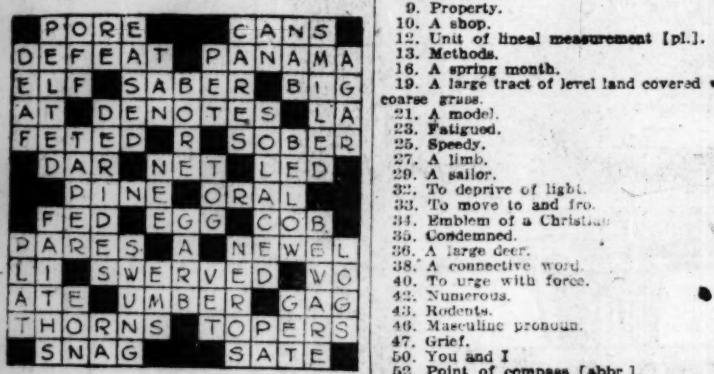 PORE CANS
DEFEAT PANAMA
ELF SABER BIG
AT DENOTES LA
FETED R SOBER
DAR NET LED
PINE ORAL
FED EGG COB
PARES A NEWEL
LI SWERVED WO
ATE UMBER GAG
THORNS TOPERS
SNAG SATE
9. Property.
10. A shop.
12. Unit of lineal measurement [pl.].
13. Methods.
16. A spring month.
19. A large tract of level land covered
coarse grass.
21. A model.
23. Fatigued.
25. Speedy.
27. A limb.
29. A sailor.
32. To deprive of light.
33. To move to and fro.
34. Emblem of a Christian
35. Condemned.
36. A large deer.
38. A connective word.
40. To urge with force.
42. Numerous.
43. Rodents.
46. Masculine pronoun.
47. Grief.
50. You and I
52. Point of compass [abbr.]